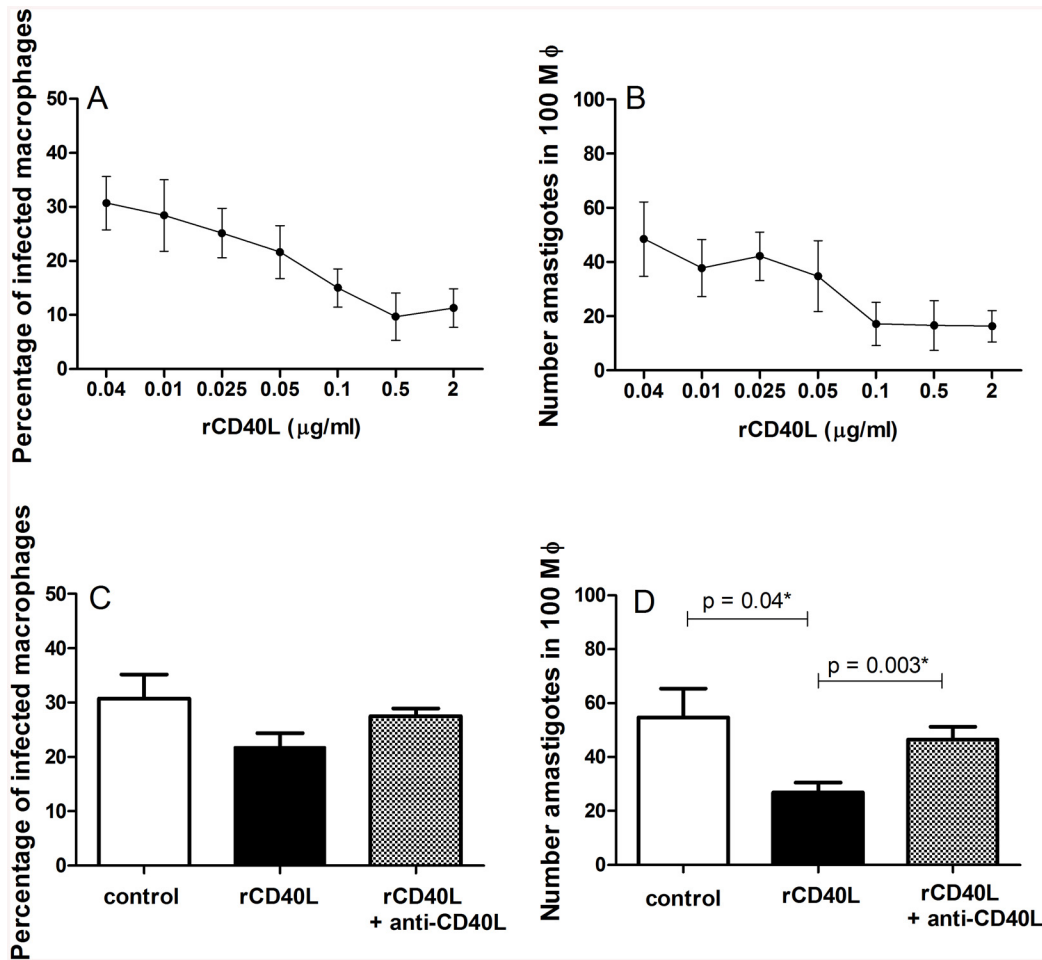 A
Percentage of infected macrophages
50
40
30
20
10
0
0.04 0.01 0.025 0.05 0.1 0.5 2
rCD40L (μg/ml)
B
Number amastigotes in 100 M ϕ
100
80
60
40
20
0
0.04 0.01 0.025 0.05 0.1 0.5 2
rCD40L (μg/ml)
C
Percentage of infected macrophages
50
40
30
20
10
0
control rCD40L rCD40L
+ anti-CD40L
D
Number amastigotes in 100 M ϕ
100
80
60
40
20
0
p = 0.04*
p = 0.003*
control rCD40L rCD40L
+ anti-CD40L